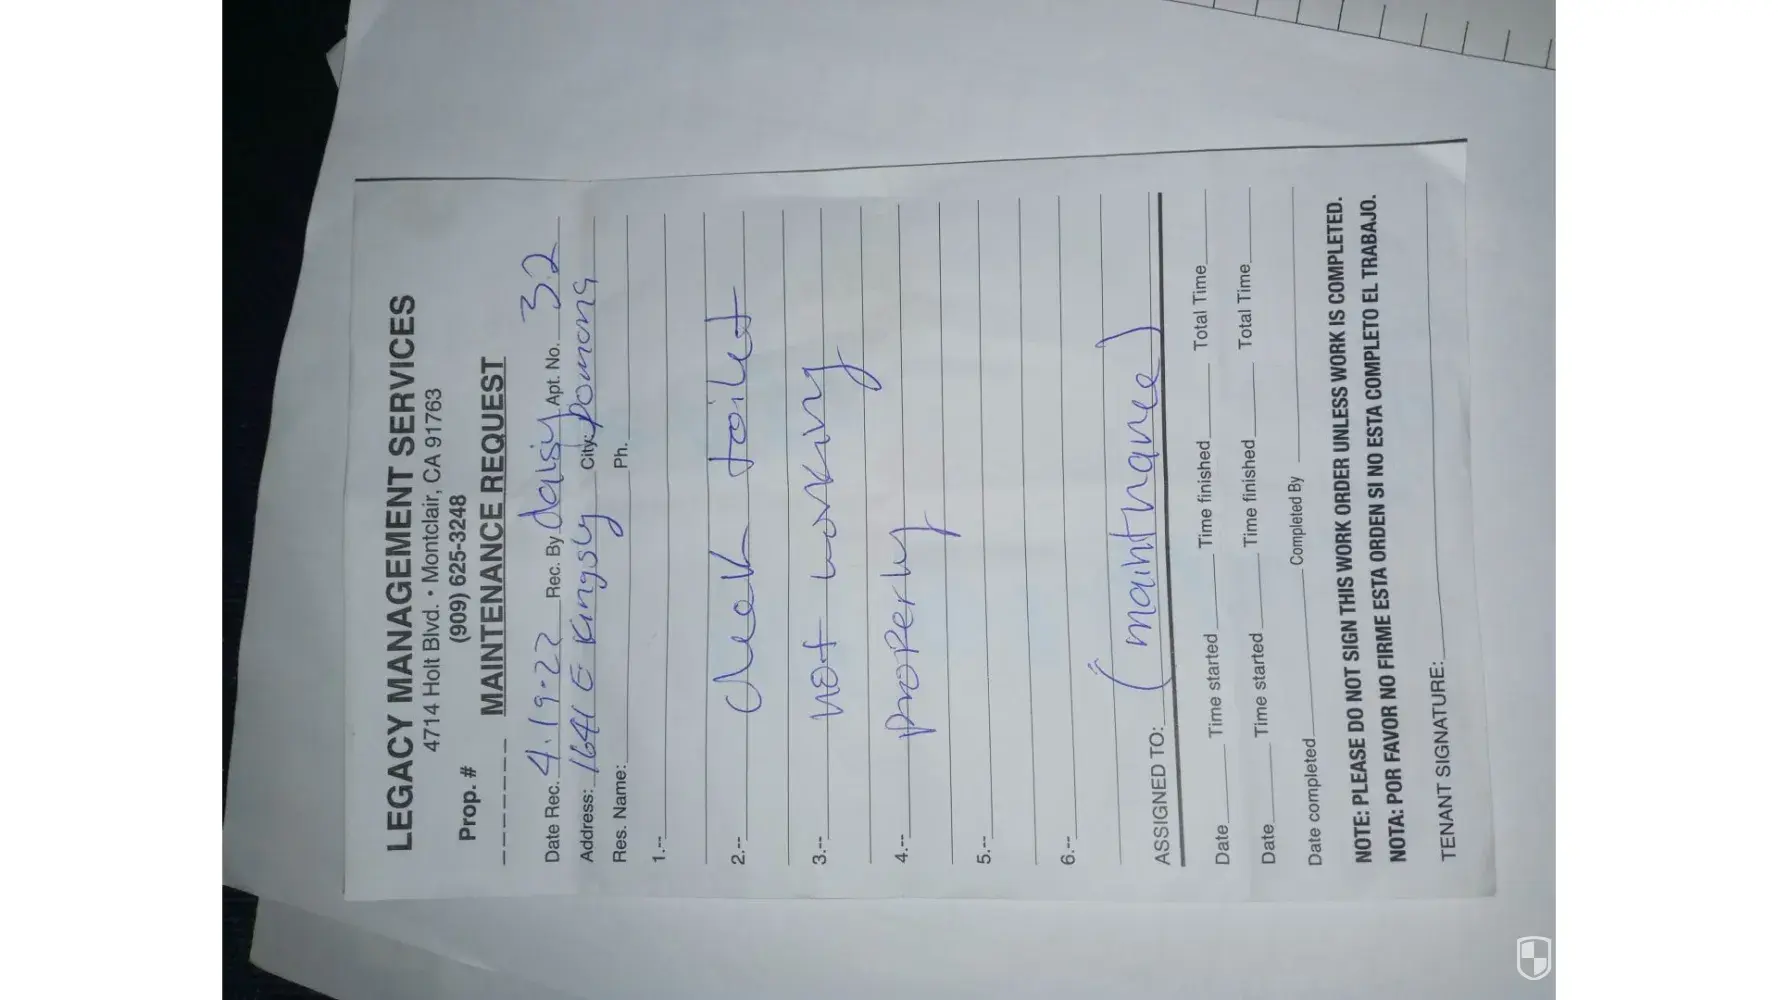 LEGACY MANAGEMENT SERVICES
4714 Holt Blvd. • Montclair, CA 91763
(909) 625-3248
Prop. #
MAINTENANCE REQUEST
Date Rec. 4.19.22 Rec. By daisy Apt. No. 32
Address: 1641 E Kingsly City: pomona
Res. Name: Ph.
1.--
2.-- chek toilet
3.-- not working
4.-- properly
5.--
6.--
ASSIGNED TO: (mainthane)
Date Time started Time finished Total Time
Date Time started Time finished Total Time
Date completed Completed By
NOTE: PLEASE DO NOT SIGN THIS WORK ORDER UNLESS WORK IS COMPLETED.
NOTA: POR FAVOR NO FIRME ESTA ORDEN SI NO ESTA COMPLETO EL TRABAJO.
TENANT SIGNATURE: